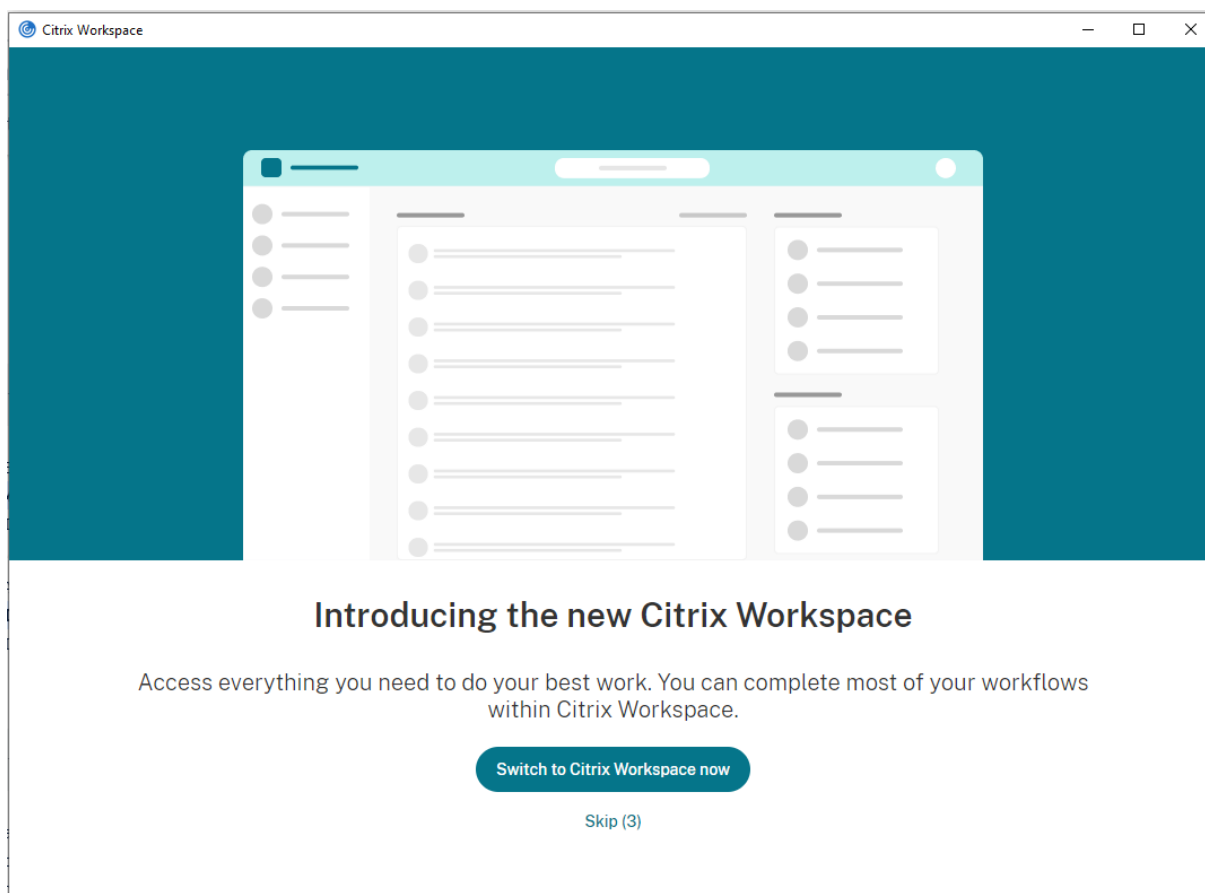 Citrix Workspace
Introducing the new Citrix Workspace
Access everything you need to do your best work. You can complete most of your workflows
within Citrix Workspace.
Switch to Citrix Workspace now
Skip (3)